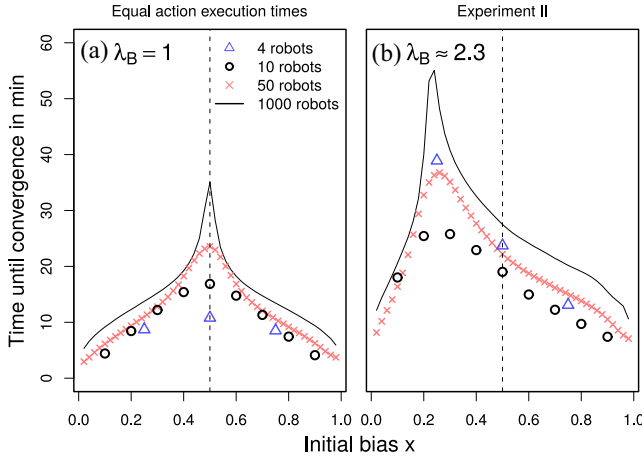 Equal action execution times
Experiment II
(a) λB = 1
4 robots
10 robots
50 robots
1000 robots
(b) λB ≈ 2.3
Time until convergence in min
60
50
40
30
20
10
0
0.0 0.2 0.4 0.6 0.8 1.0
0.0 0.2 0.4 0.6 0.8 1.0
Initial bias x